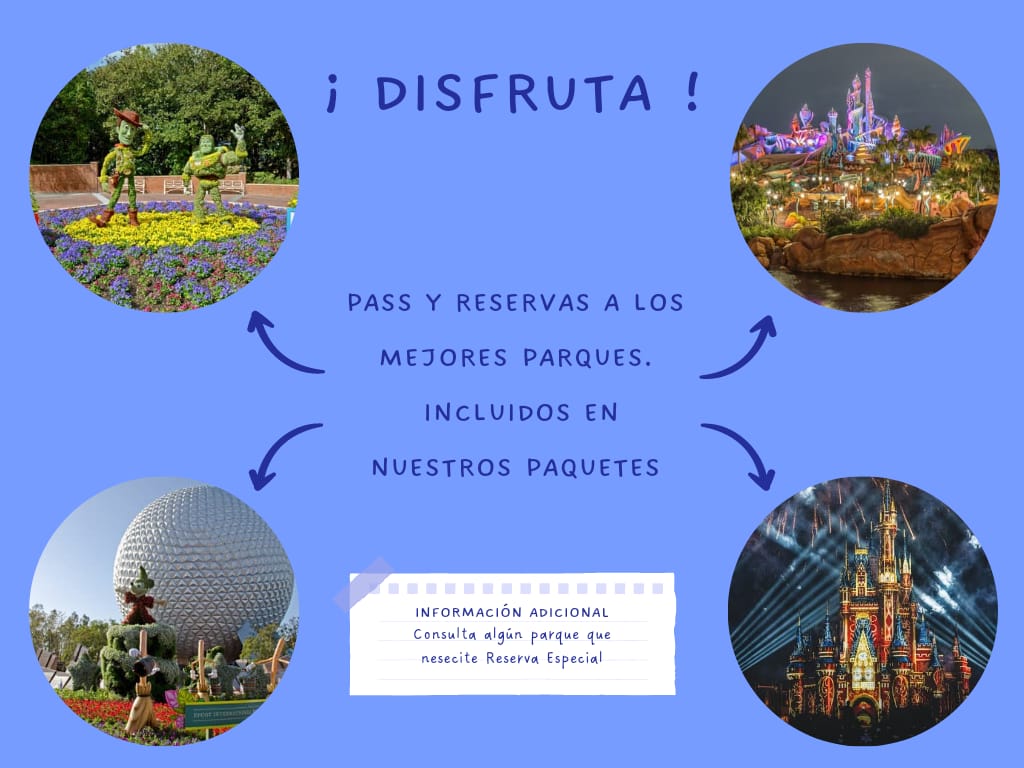 ¡ DISFRUTA !
PASS Y RESERVAS A LOS
MEJORES PARQUES.
INCLUIDOS EN
NUESTROS PAQUETES
INFORMACIÓN ADICIONAL
Consulta algún parque que
nesecite Reserva Especial